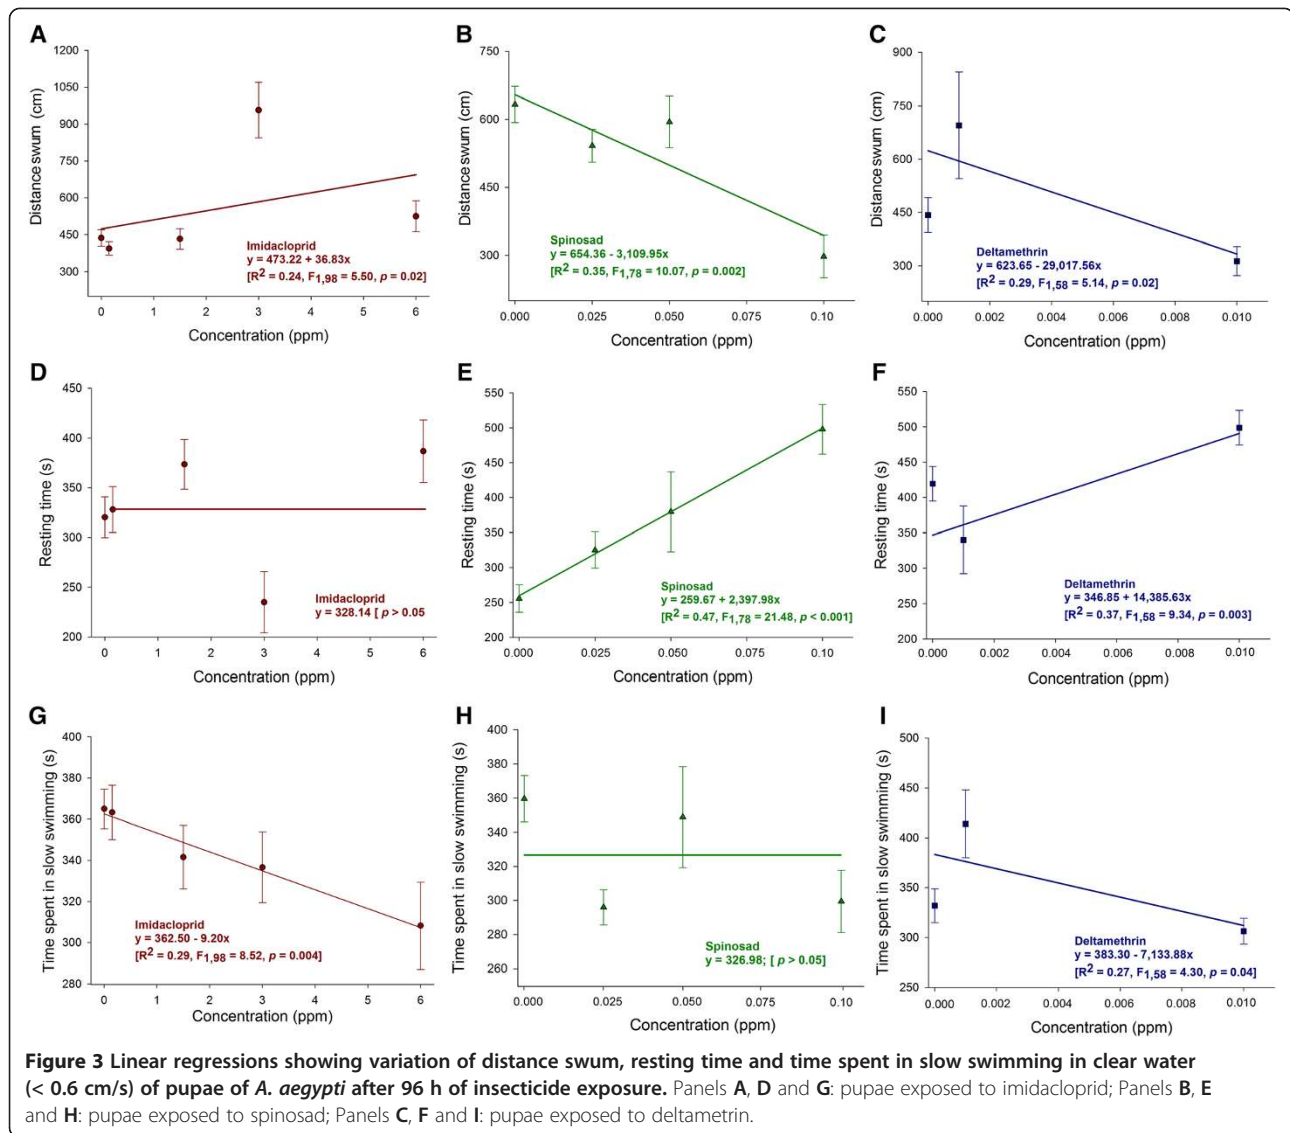 A
1200
1050
900
750
600
450
300
Distance swum (cm)
Imidacloprid
y = 473.22 + 36.83x
[R2 = 0.24, F1,98 = 5.50, p = 0.02]
0 1 2 3 4 5 6
Concentration (ppm)
B
750
600
450
300
Distance swum (cm)
Spinosad
y = 654.36 - 3,109.95x
[R2 = 0.35, F1,78 = 10.07, p = 0.002]
0.000 0.025 0.050 0.075 0.10
Concentration (ppm)
C
900
750
600
450
300
Distance swum (cm)
Deltamethrin
y = 623.65 - 29,017.56x
[R2 = 0.29, F1,58 = 5.14, p = 0.02]
0.000 0.002 0.004 0.006 0.008 0.010
Concentration (ppm)
D
450
400
350
300
250
200
Resting time (s)
Imidacloprid
y = 328.14 [ p > 0.05
0 1 2 3 4 5 6
Concentration (ppm)
E
550
500
450
400
350
300
250
200
Resting time (s)
Spinosad
y = 259.67 + 2,397.98x
[R2 = 0.47, F1,78 = 21.48, p < 0.001]
0.000 0.025 0.050 0.075 0.10
Concentration (ppm)
F
550
500
450
400
350
300
250
200
Resting time (s)
Deltamethrin
y = 346.85 + 14,385.63x
[R2 = 0.37, F1,58 = 9.34, p = 0.003]
0.000 0.002 0.004 0.006 0.008 0.010
Concentration (ppm)
G
400
380
360
340
320
300
280
Time spent in slow swimming (s)
Imidacloprid
y = 362.50 - 9.20x
[R2 = 0.29, F1,98 = 8.52, p = 0.004]
0 1 2 3 4 5 6
Concentration (ppm)
H
400
380
360
340
320
300
280
260
Time spent in slow swimming (s)
Spinosad
y = 326.98; [ p > 0.05]
0.000 0.025 0.050 0.075 0.10
Concentration (ppm)
I
500
450
400
350
300
250
Time spent in slow swimming (s)
Deltamethrin
y = 383.30 - 7,133.88x
[R2 = 0.27, F1,58 = 4.30, p = 0.04]
0.000 0.002 0.004 0.006 0.008 0.010
Concentration (ppm)
Figure 3 Linear regressions showing variation of distance swum, resting time and time spent in slow swimming in clear water
(< 0.6 cm/s) of pupae of A. aegypti after 96 h of insecticide exposure. Panels A, D and G: pupae exposed to imidacloprid; Panels B, E
and H: pupae exposed to spinosad; Panels C, F and I: pupae exposed to deltametrin.